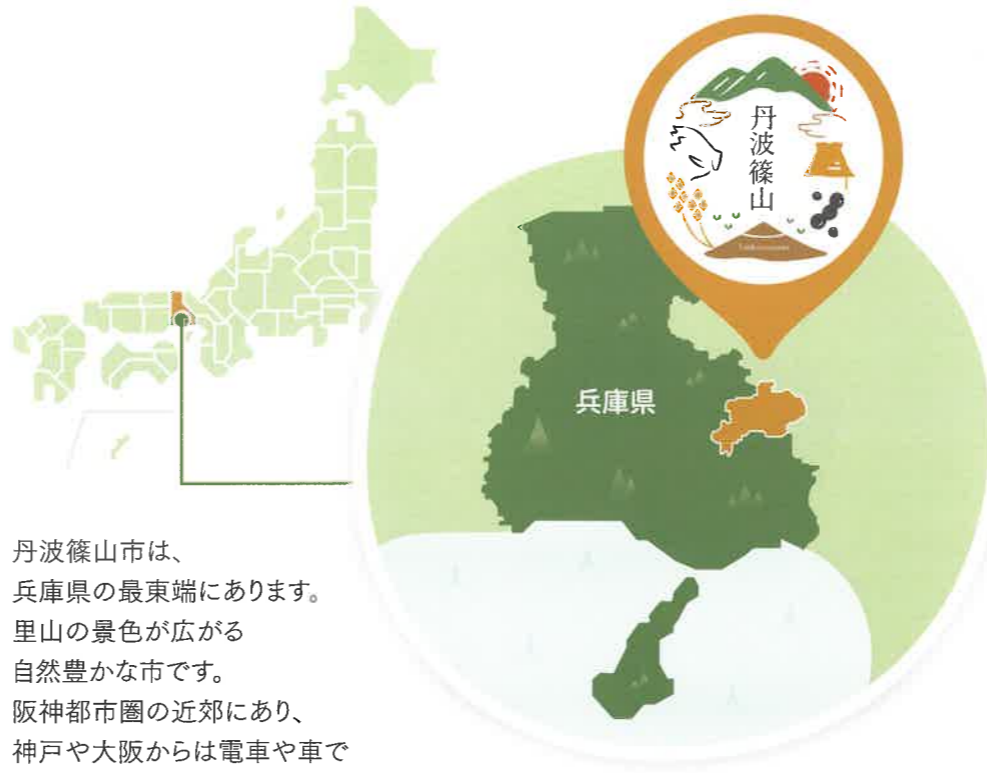 丹波篠山
兵庫県
丹波篠山市は、
兵庫県の最東端にあります。
里山の景色が広がる
自然豊かな市です。
阪神都市圏の近郊にあり、
神戸や大阪からは電車や車で